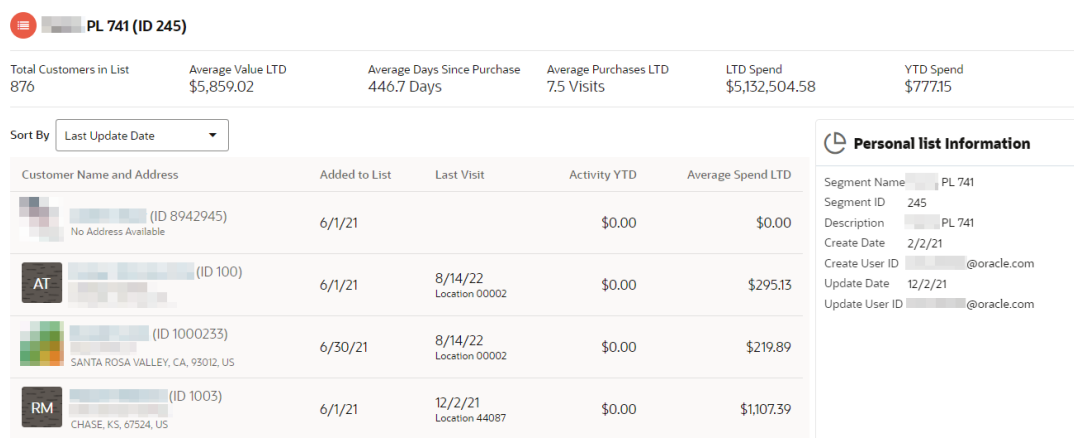 PL 741 (ID 245)
Total Customers in List Average Value LTD Average Days Since Purchase Average Purchases LTD LTD Spend YTD Spend
876 $5,859.02 446.7 Days 7.5 Visits $5,132,504.58 $777.15
Sort By Last Update Date
Customer Name and Address Added to List Last Visit Activity YTD Average Spend LTD
(ID 8942945) 6/1/21 $0.00 $0.00
No Address Available
AT (ID 100) 6/1/21 8/14/22 $0.00 $295.13
Location 00002
(ID 1000233) 6/30/21 8/14/22 $0.00 $219.89
SANTA ROSA VALLEY, CA, 93012, US Location 00002
RM (ID 1003) 6/1/21 12/2/21 $0.00 $1,107.39
CHASE, KS, 67524, US Location 44087
Personal list Information
Segment Name PL 741
Segment ID 245
Description PL 741
Create Date 2/2/21
Create User ID @oracle.com
Update Date 12/2/21
Update User ID @oracle.com